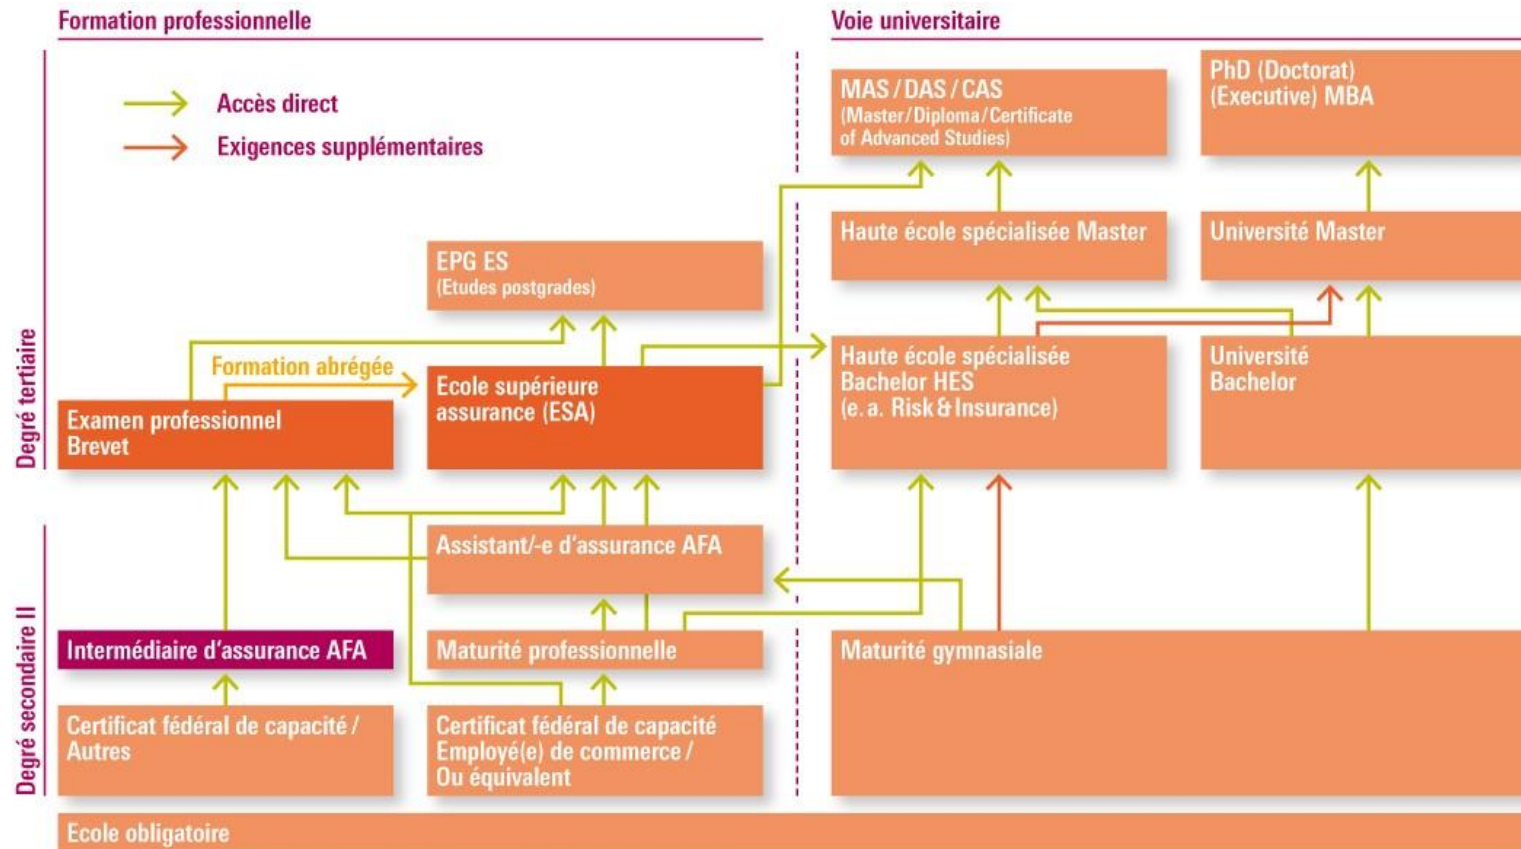 Formation professionnelle
Voie universitaire
Accès direct
Exigences supplémentaires
MAS / DAS / CAS
(Master / Diploma / Certificate
of Advanced Studies)
PhD (Doctorat)
(Executive) MBA
Haute école spécialisée Master
Université Master
EPG ES
(Etudes postgrades)
Degré tertiaire
Formation abrégée
Examen professionnel
Brevet
Ecole supérieure
assurance (ESA)
Haute école spécialisée
Bachelor HES
(e. a. Risk & Insurance)
Université
Bachelor
Degré secondaire II
Assistant/-e d'assurance AFA
Intermédiaire d'assurance AFA
Maturité professionnelle
Maturité gymnasiale
Certificat fédéral de capacité /
Autres
Certificat fédéral de capacité
Employé(e) de commerce /
Ou équivalent
Ecole obligatoire